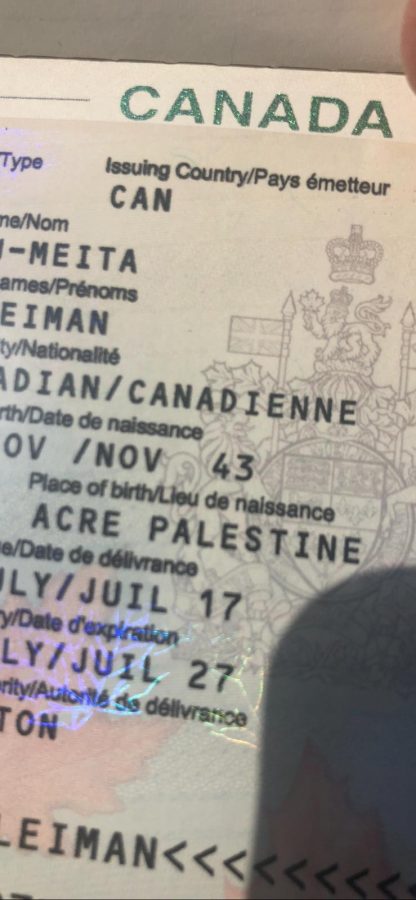 CANADA
/Type Issuing Country/Pays émetteur
CAN
me/Nom
-MEITA
ames/Prénoms
EIMAN
ty/Nationalité
ADIAN/CANADIENNE
rth/Date de naissance
OV /NOV 43
Place of birth/Lieu de naissance
ACRE PALESTINE
e/Date de délivrance
ULY/JUIL 17
ry/Date d'expiration
LY/JUIL 27
rity/Autorité de délivrance
TON
LEIMAN<<<<<<<<<